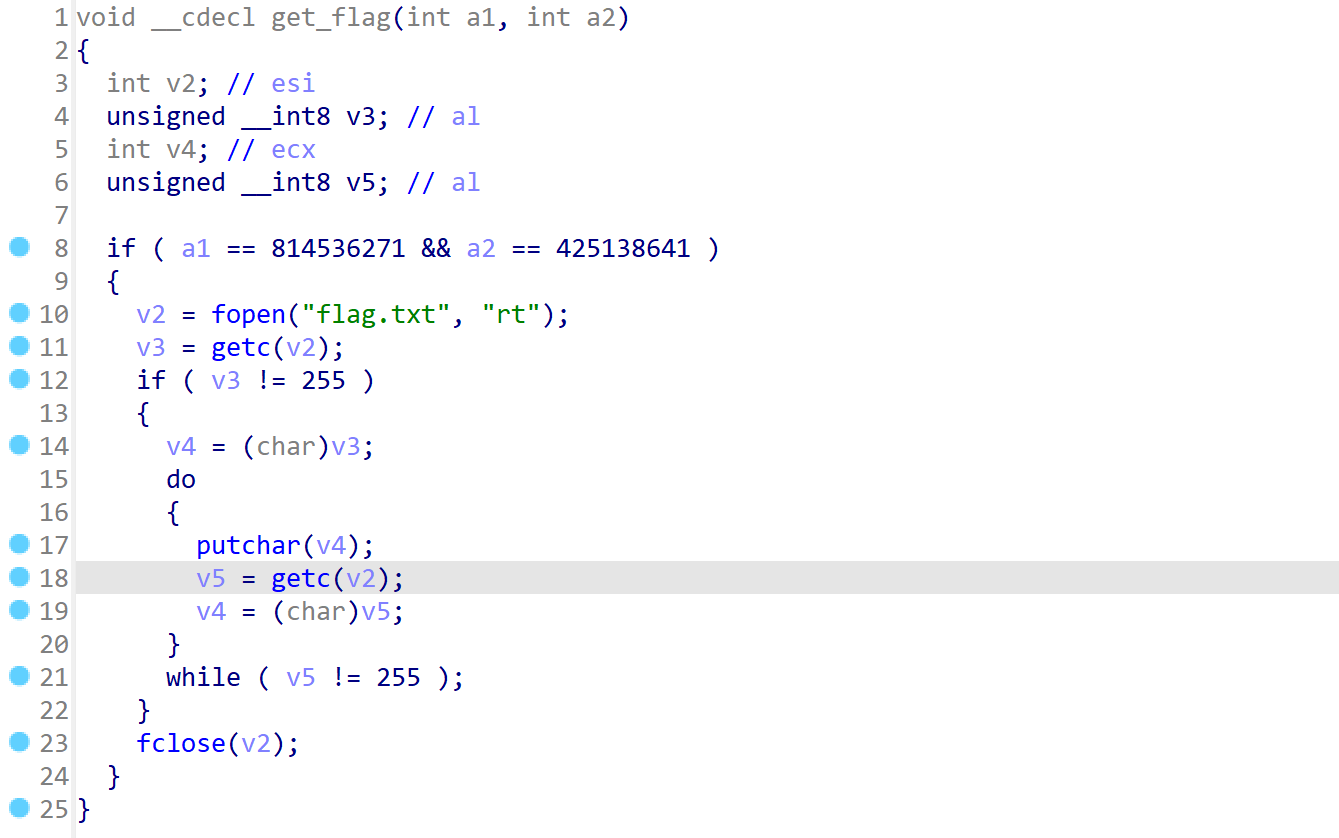 1 void __cdecl get_flag(int a1, int a2)
2 {
3   int v2; // esi
4   unsigned __int8 v3; // al
5   int v4; // ecx
6   unsigned __int8 v5; // al
7
8   if ( a1 == 814536271 && a2 == 425138641 )
9   {
10     v2 = fopen("flag.txt", "rt");
11     v3 = getc(v2);
12     if ( v3 != 255 )
13     {
14       v4 = (char)v3;
15       do
16       {
17         putchar(v4);
18         v5 = getc(v2);
19         v4 = (char)v5;
20       }
21       while ( v5 != 255 );
22     }
23     fclose(v2);
24   }
25 }